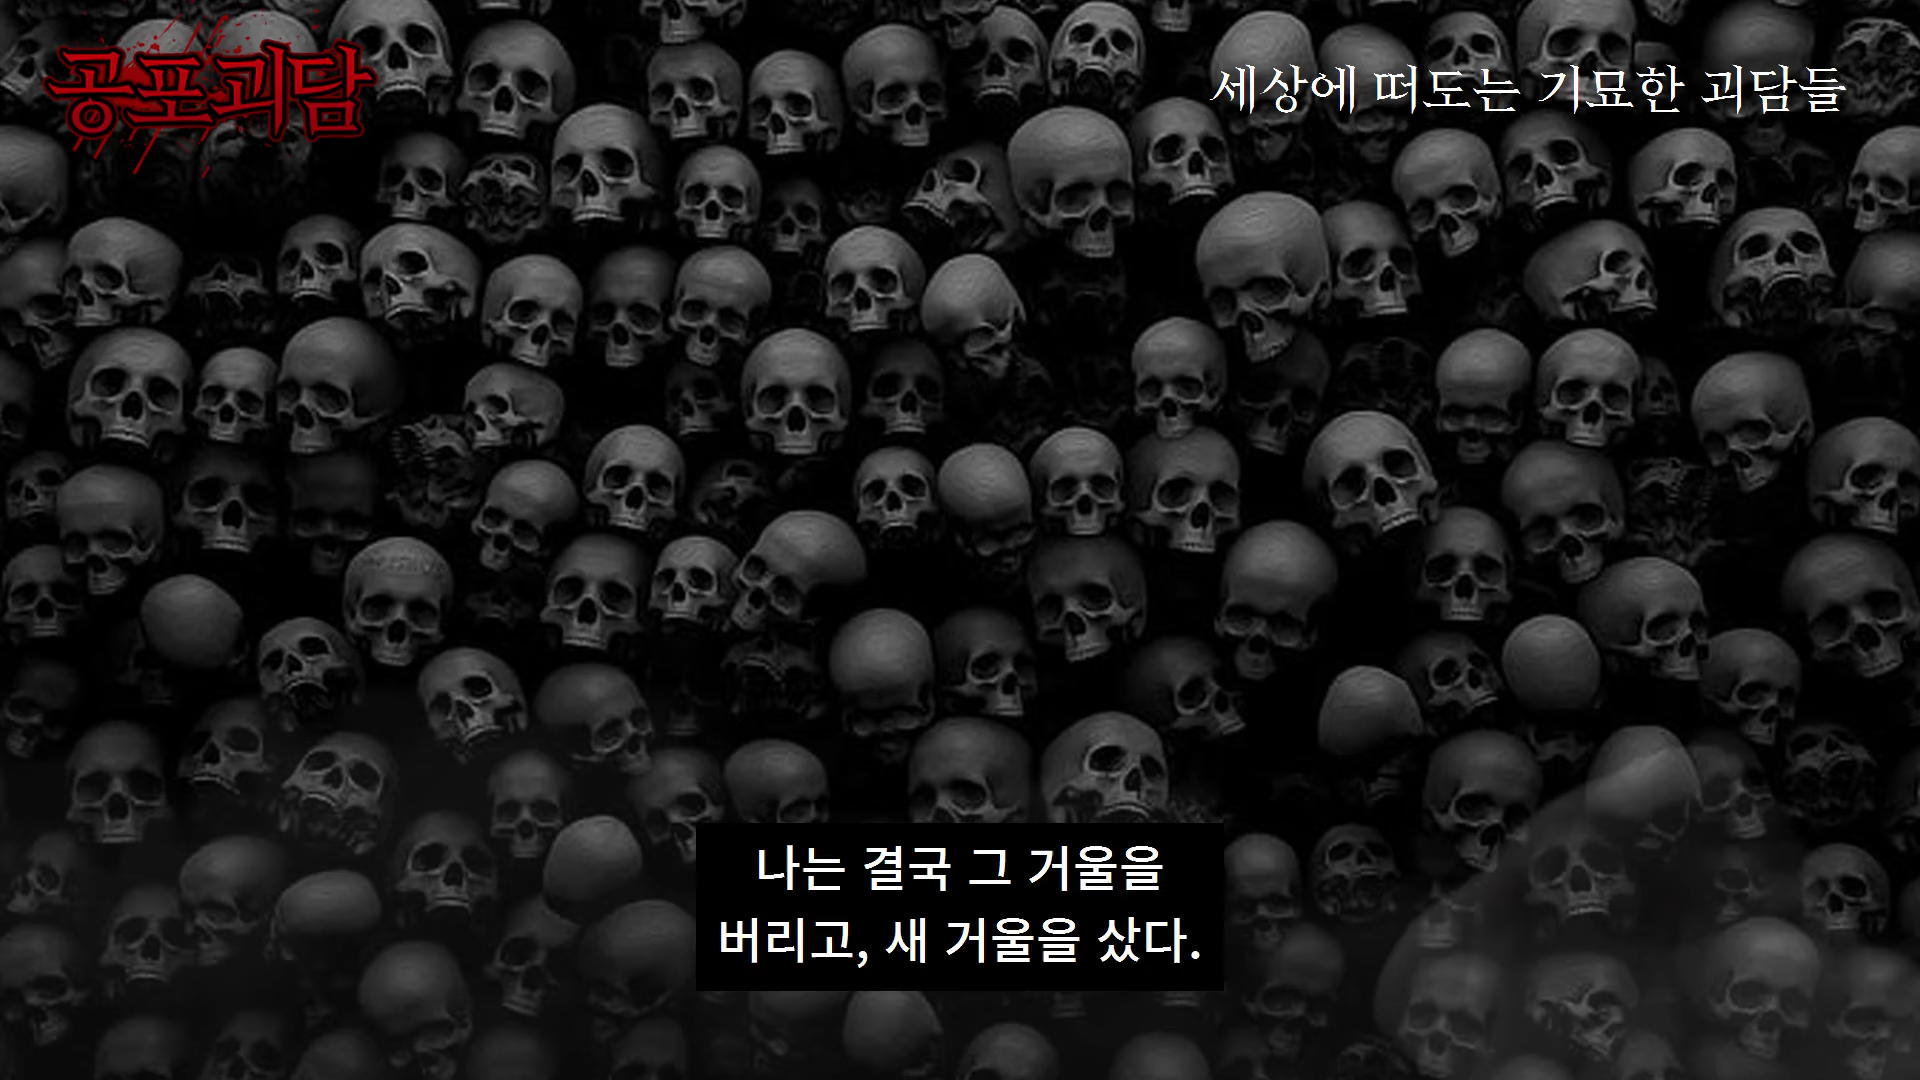 공포괴담
세상에 떠도는 기묘한 괴담들
나는 결국 그 거울을
버리고, 새 거울을 샀다.